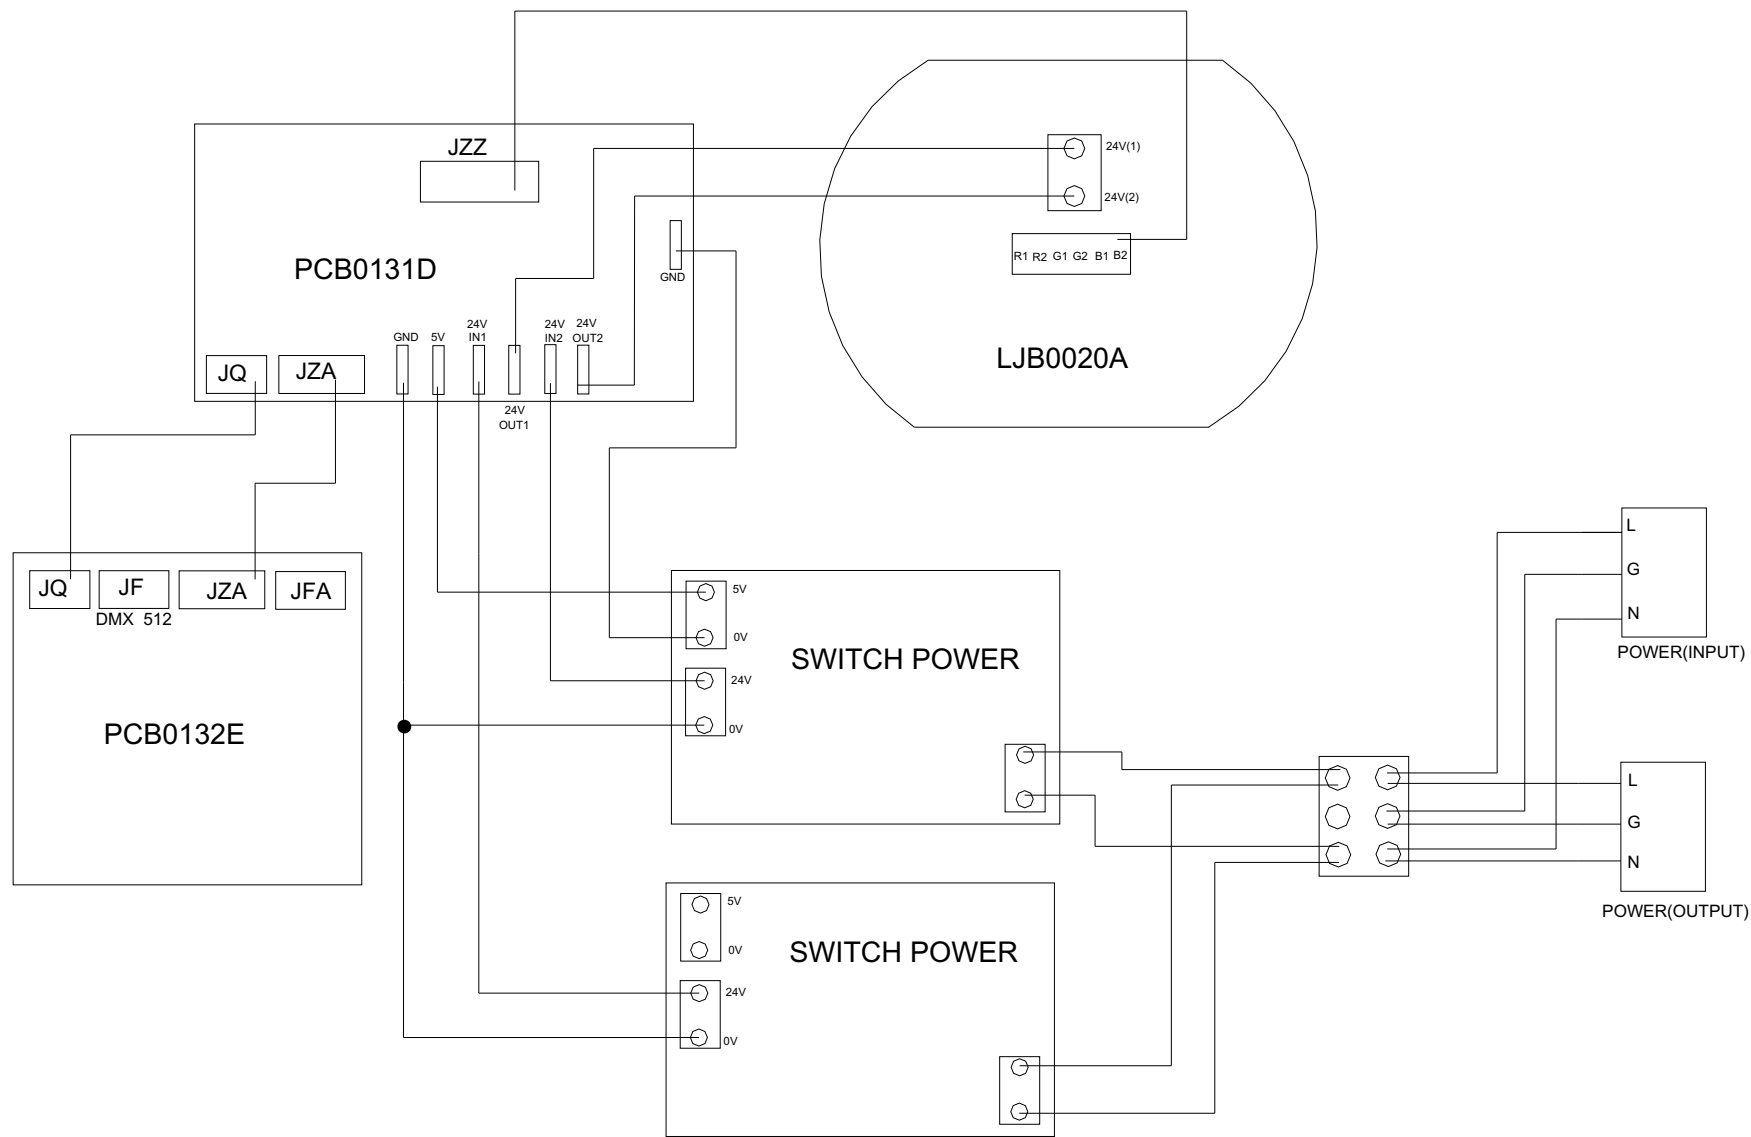 JZZ
24V(1)
24V(2)
PCB0131D
R1 R2 G1 G2 B1 B2
GND
LJB0020A
GND
5V
24V
IN1
24V
IN2
24V
OUT2
JQ
JZA
24V
OUT1
L
G
N
POWER(INPUT)
JQ
JF
JZA
JFA
DMX 512
5V
0V
SWITCH POWER
24V
0V
PCB0132E
L
G
N
POWER(OUTPUT)
5V
0V
SWITCH POWER
24V
0V